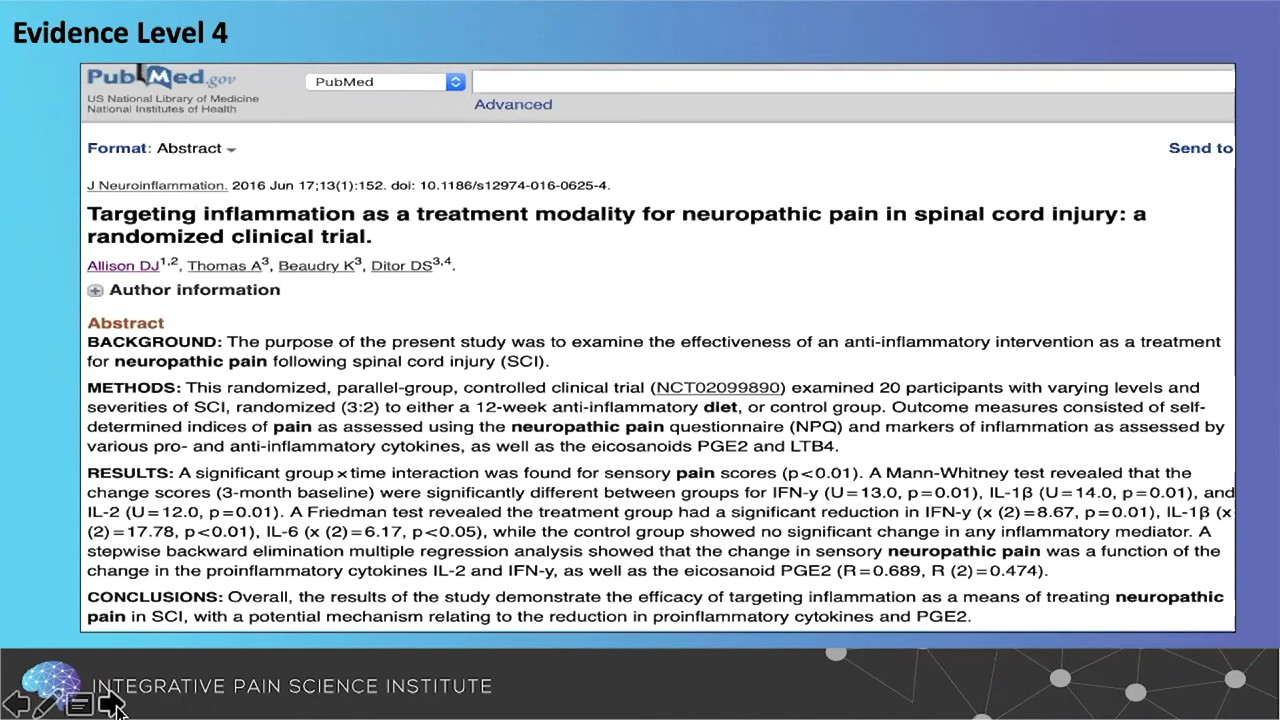 Evidence Level 4
PubMed.gov
US National Library of Medicine
National Institutes of Health
PubMed
Advanced
Format: Abstract
Send to
J Neuroinflammation. 2016 Jun 17;13(1):152. doi: 10.1186/s12974-016-0625-4.
Targeting inflammation as a treatment modality for neuropathic pain in spinal cord injury: a
randomized clinical trial.
Allison DJ1,2, Thomas A3, Beaudry K3, Ditor DS3,4.
Author information
Abstract
BACKGROUND: The purpose of the present study was to examine the effectiveness of an anti-inflammatory intervention as a treatment
for neuropathic pain following spinal cord injury (SCI).
METHODS: This randomized, parallel-group, controlled clinical trial (NCT02099890) examined 20 participants with varying levels and
severities of SCI, randomized (3:2) to either a 12-week anti-inflammatory diet, or control group. Outcome measures consisted of self-
determined indices of pain as assessed using the neuropathic pain questionnaire (NPQ) and markers of inflammation as assessed by
various pro- and anti-inflammatory cytokines, as well as the eicosanoids PGE2 and LTB4.
RESULTS: A significant group × time interaction was found for sensory pain scores (p < 0.01). A Mann-Whitney test revealed that the
change scores (3-month baseline) were significantly different between groups for IFN-y (U = 13.0, p = 0.01), IL-1β (U = 14.0, p = 0.01), and
IL-2 (U = 12.0, p = 0.01). A Friedman test revealed the treatment group had a significant reduction in IFN-y (x (2) = 8.67, p = 0.01), IL-1β (x
(2) = 17.78, p < 0.01), IL-6 (x (2) = 6.17, p < 0.05), while the control group showed no significant change in any inflammatory mediator. A
stepwise backward elimination multiple regression analysis showed that the change in sensory neuropathic pain was a function of the
change in the proinflammatory cytokines IL-2 and IFN-y, as well as the eicosanoid PGE2 (R = 0.689, R (2) = 0.474).
CONCLUSIONS: Overall, the results of the study demonstrate the efficacy of targeting inflammation as a means of treating neuropathic
pain in SCI, with a potential mechanism relating to the reduction in proinflammatory cytokines and PGE2.
INTEGRATIVE PAIN SCIENCE INSTITUTE